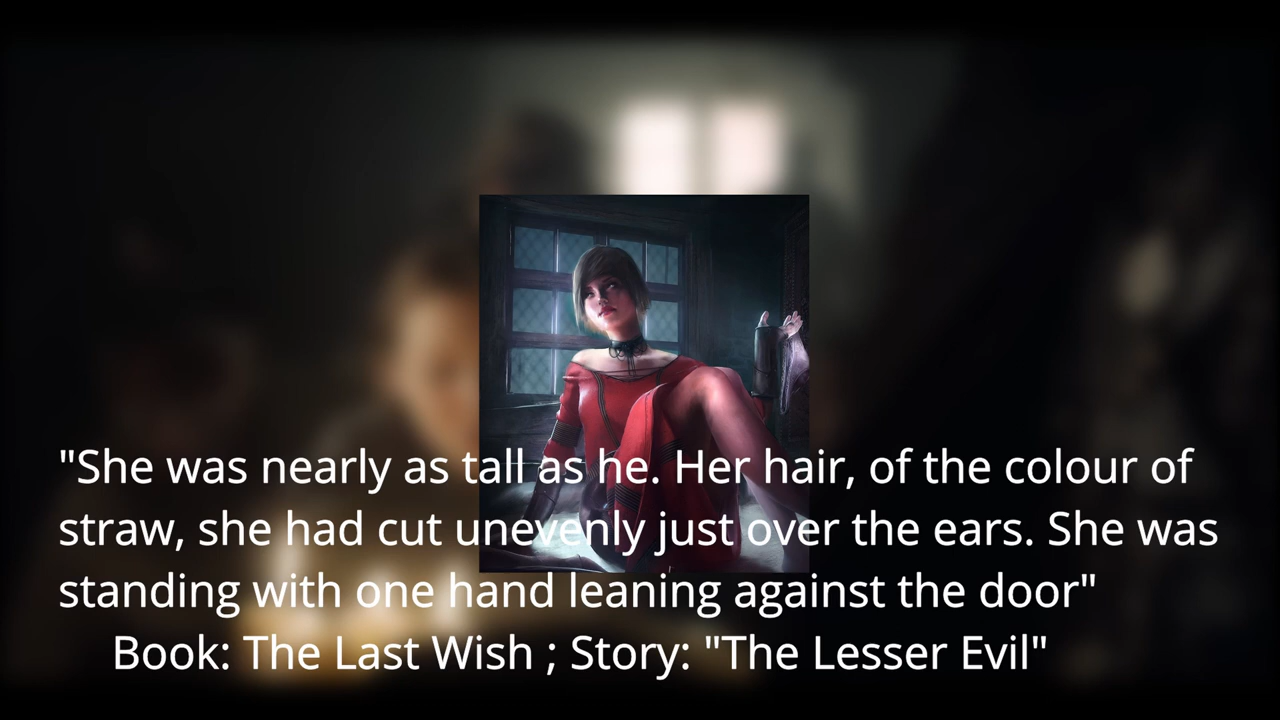 "She was nearly as tall as he. Her hair, of the colour of
straw, she had cut unevenly just over the ears. She was
standing with one hand leaning against the door"
Book: The Last Wish ; Story: "The Lesser Evil"